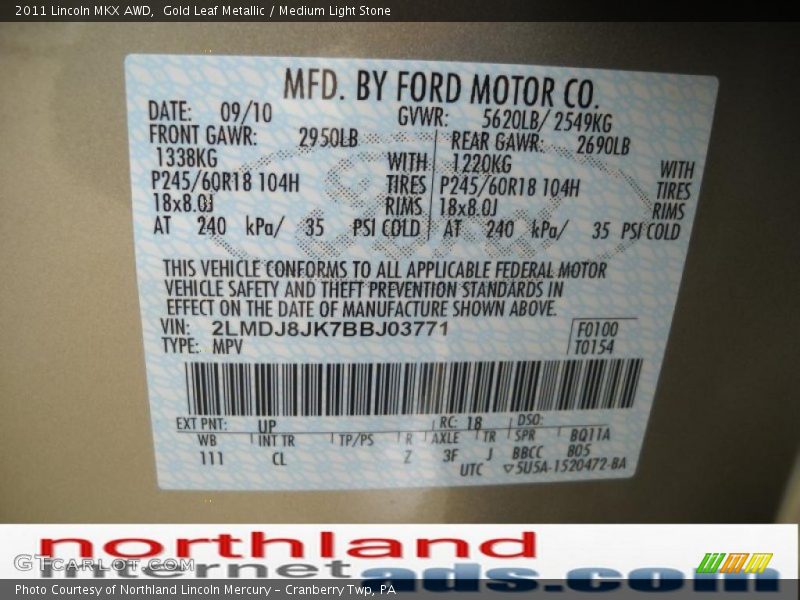 2011 Lincoln MKX AWD,  Gold Leaf Metallic / Medium Light Stone
MFD. BY FORD MOTOR CO.
DATE: 09/10 GVWR: 5620LB/ 2549KG
FRONT GAWR: 2950LB REAR GAWR: 2690LB
1338KG WITH 1220KG WITH
P245/60R18 104H TIRES P245/60R18 104H TIRES
18x8.0J RIMS 18x8.0J RIMS
AT 240 kPa/ 35 PSI COLD AT 240 kPa/ 35 PSI COLD
THIS VEHICLE CONFORMS TO ALL APPLICABLE FEDERAL MOTOR
VEHICLE SAFETY AND THEFT PREVENTION STANDARDS IN
EFFECT ON THE DATE OF MANUFACTURE SHOWN ABOVE.
VIN: 2LMDJ8JK7BBJ03771 F0100
TYPE: MPV T0154
EXT PNT: UP RC: 18 DSO:
WB INT TR TP/PS R AXLE TR SPR BQ11A
111 CL Z 3F J BBCC 805
UTC ▽5U5A-1520472-BA
northland
internet ads.com
GTCARLOT.COM
Photo Courtesy of Northland Lincoln Mercury – Cranberry Twp, PA